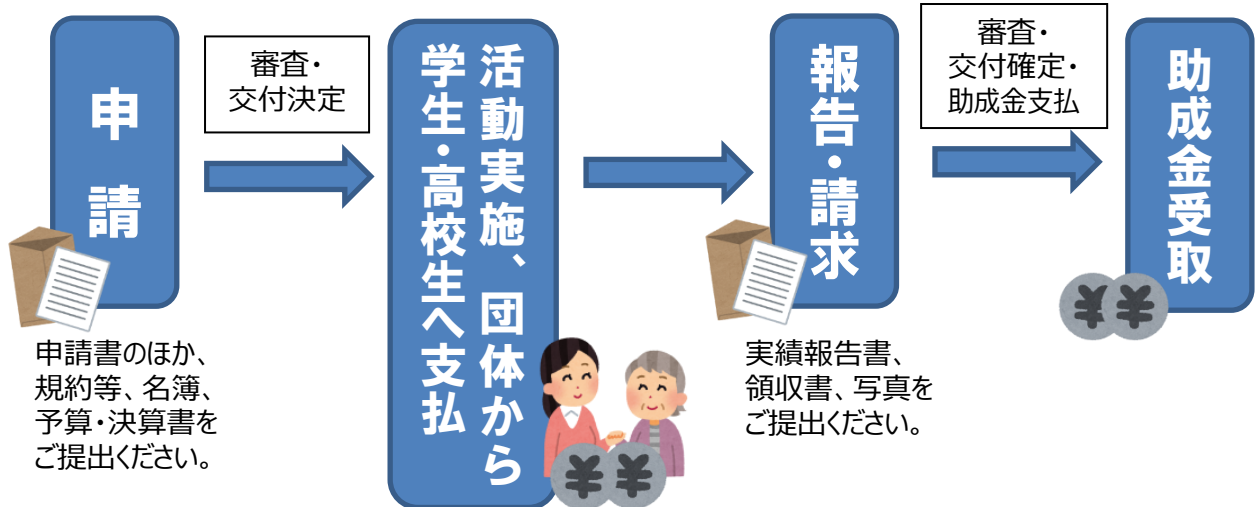 申請
申請書のほか、
規約等、名簿、
予算・決算書を
ご提出ください。
審査・
交付決定
活動実施、団体から
学生・高校生へ支払
¥ ¥
報告・請求
実績報告書、
領収書、写真を
ご提出ください。
審査・
交付確定・
助成金支払
助成金受取
¥ ¥